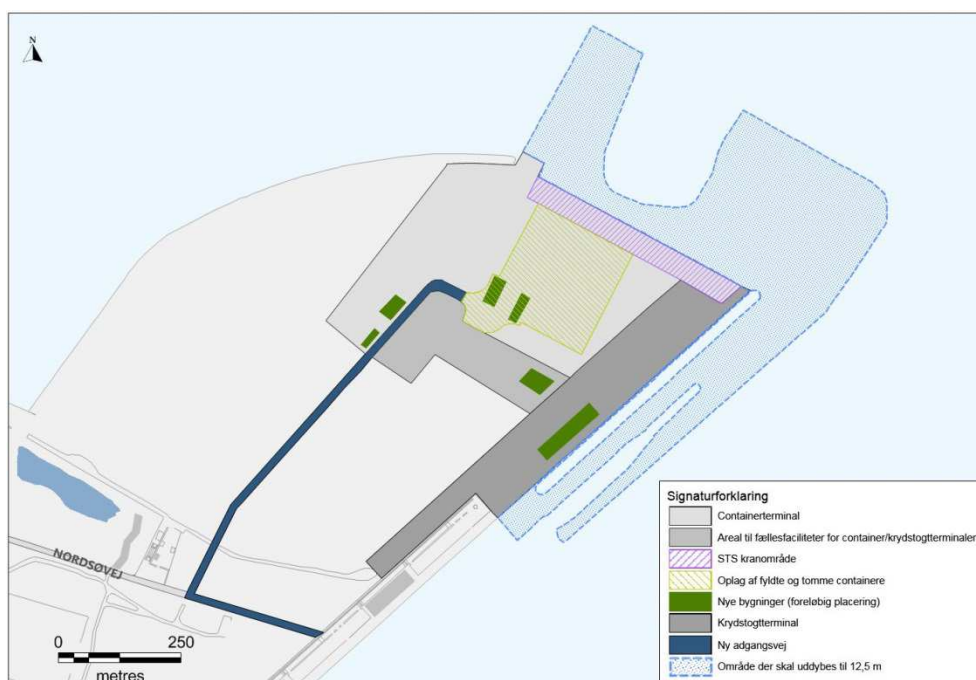 N
NORDSØVEJ
0 250
metres
Signaturforklaring
Containerterminal
Areal til fællesfaciliteter for container/krydstogtterminaler
STS kranområde
Oplag af fyldte og tomme containere
Nye bygninger (foreløbig placering)
Krydstogtterminal
Ny adgangsvej
Område der skal uddybes til 12,5 m